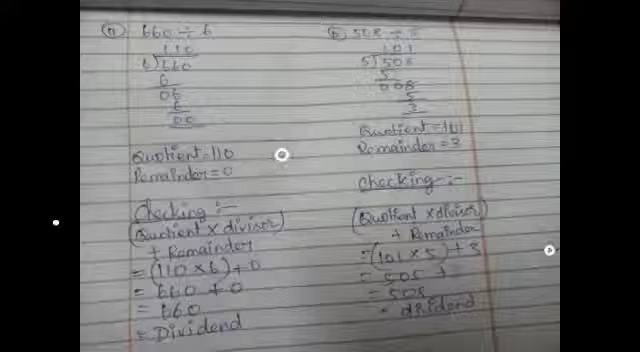 (a) 660 ÷ 6
110
6)660
6
06
6
00
Quotient = 110
Remainder = 0
Checking :-
(Quotient × divisor)
+ Remainder
= (110 × 6) + 0
= 660 + 0
= 660
= Dividend
(b) 508 ÷ 5
101
5)508
5
008
5
3
Quotient = 101
Remainder = 3
Checking :-
(Quotient × divisor)
+ Remainder
= (101 × 5) + 3
= 505 +
= 508
= dividend